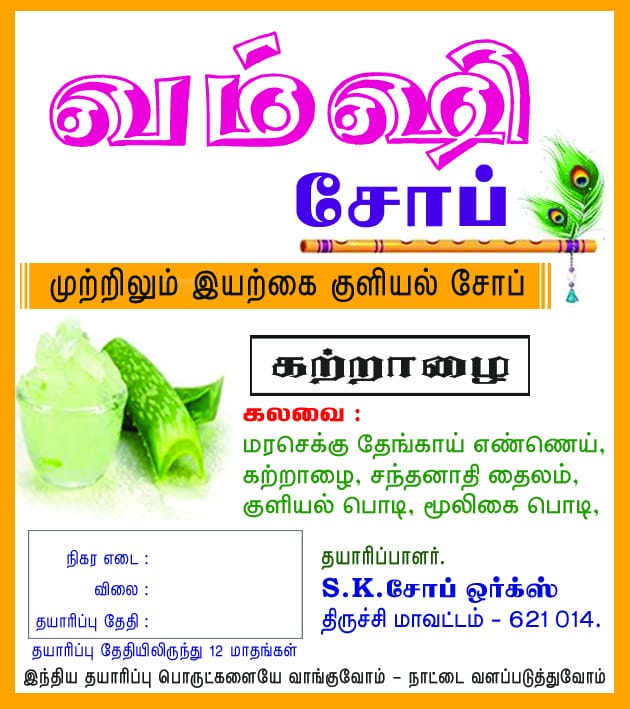 வம்ஷி
சோப்
முற்றிலும் இயற்கை குளியல் சோப்
கற்றாழை
கலவை :
மரசெக்கு தேங்காய் எண்ணெய்,
கற்றாழை, சந்தனாதி தைலம்,
குளியல் பொடி, மூலிகை பொடி,
நிகர எடை :
விலை :
தயாரிப்பு தேதி :
தயாரிப்பு தேதியிலிருந்து 12 மாதங்கள்
தயாரிப்பாளர்.
S.K.சோப் ஒர்க்ஸ்
திருச்சி மாவட்டம் - 621 014.
இந்திய தயாரிப்பு பொருட்களையே வாங்குவோம் - நாட்டை வளப்படுத்துவோம்